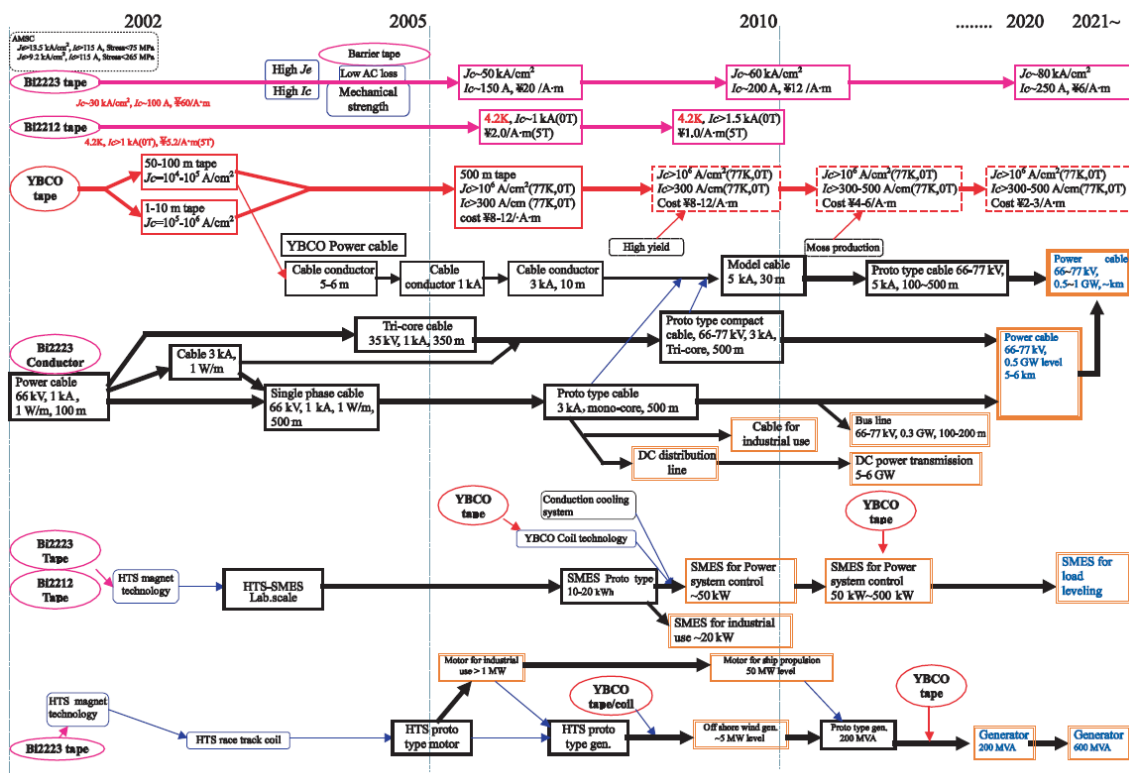 2002 2005 2010 ........ 2020 2021~
AMSC
Je>13.5 kA/cm², Ic>115 A, Stress<75 MPa
Je>9.2 kA/cm², Ic>115 A, Stress<265 MPa
Bi2223 tape
Jc~30 kA/cm², Ic~100 A, ¥60/A·m
High Je
High Ic
Barrier tape
Low AC loss
Mechanical
strength
Jc~50 kA/cm²
Ic~150 A, ¥20 /A·m
Jc~60 kA/cm²
Ic~200 A, ¥12 /A·m
Jc~80 kA/cm²
Ic~250 A, ¥6/A·m
Bi2212 tape
4.2K, Ic>1 kA(0T), ¥5.2/A·m(5T)
4.2K, Ic~1 kA(0T)
¥2.0/A·m(5T)
4.2K, Ic>1.5 kA(0T)
¥1.0/A·m(5T)
YBCO
tape
50-100 m tape
Jc=10⁴-10⁵ A/cm²
1-10 m tape
Jc=10⁵-10⁶ A/cm²
500 m tape
Jc>10⁶ A/cm²(77K,0T)
Ic>300 A/cm (77K,0T)
cost ¥8-12/·A·m
Jc>10⁶ A/cm²(77K,0T)
Ic>300 A/cm(77K,0T)
Cost ¥8-12/A·m
Jc>10⁶ A/cm²(77K,0T)
Ic>300-500 A/cm(77K,0T)
Cost ¥4-6/A·m
Jc>10⁶ A/cm²(77K,0T)
Ic>300-500 A/cm(77K,0T)
Cost ¥2-3/A·m
High yield
Moss production
YBCO Power cable
Cable conductor
5-6 m
Cable
conductor 1 kA
Cable conductor
3 kA, 10 m
Model cable
5 kA, 30 m
Proto type cable 66-77 kV,
5 kA, 100~500 m
Power cable
66~77 kV,
0.5~1 GW, ~km
Bi2223
Conductor
Power cable
66 kV, 1 kA ,
1 W/m, 100 m
Cable 3 kA,
1 W/m
Tri-core cable
35 kV, 1 kA, 350 m
Single phase cable
66 kV, 1 kA, 1 W/m,
500 m
Proto type compact
cable, 66-77 kV, 3 kA,
Tri-core, 500 m
Proto type cable
3 kA, mono-core, 500 m
Power cable
66-77 kV,
0.5 GW level
5-6 km
Cable for
industrial use
Bus line
66-77 kV, 0.3 GW, 100-200 m
DC distribution
line
DC power transmission
5-6 GW
Bi2223
Tape
Bi2212
Tape
HTS magnet
technology
HTS-SMES
Lab.scale
YBCO
tape
Conduction cooling
system
YBCO Coil technology
SMES Proto type
10-20 kWh
SMES for Power
system control
~50 kW
SMES for industrial
use ~20 kW
YBCO
tape
SMES for Power
system control
50 kW~500 kW
SMES for
load
leveling
HTS magnet
technology
Bi2223 tape
HTS race track coil
HTS proto
type motor
Motor for industrial
use > 1 MW
Motor for ship propulsion
50 MW level
YBCO
tape/coil
HTS proto
type gen.
Off shore wind gen.
~5 MW level
Proto type gen.
200 MVA
YBCO
tape
Generator
200 MVA
Generator
600 MVA